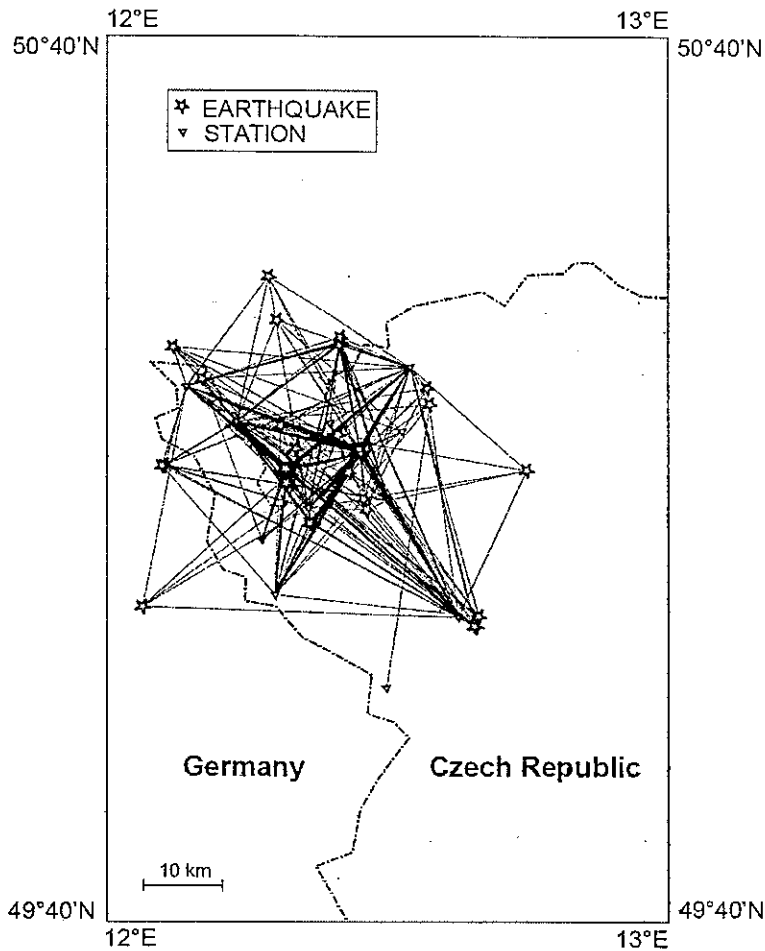 12°E 13°E
50°40'N 50°40'N
EARTHQUAKE
STATION
Germany Czech Republic
10 km
49°40'N 49°40'N
12°E 13°E